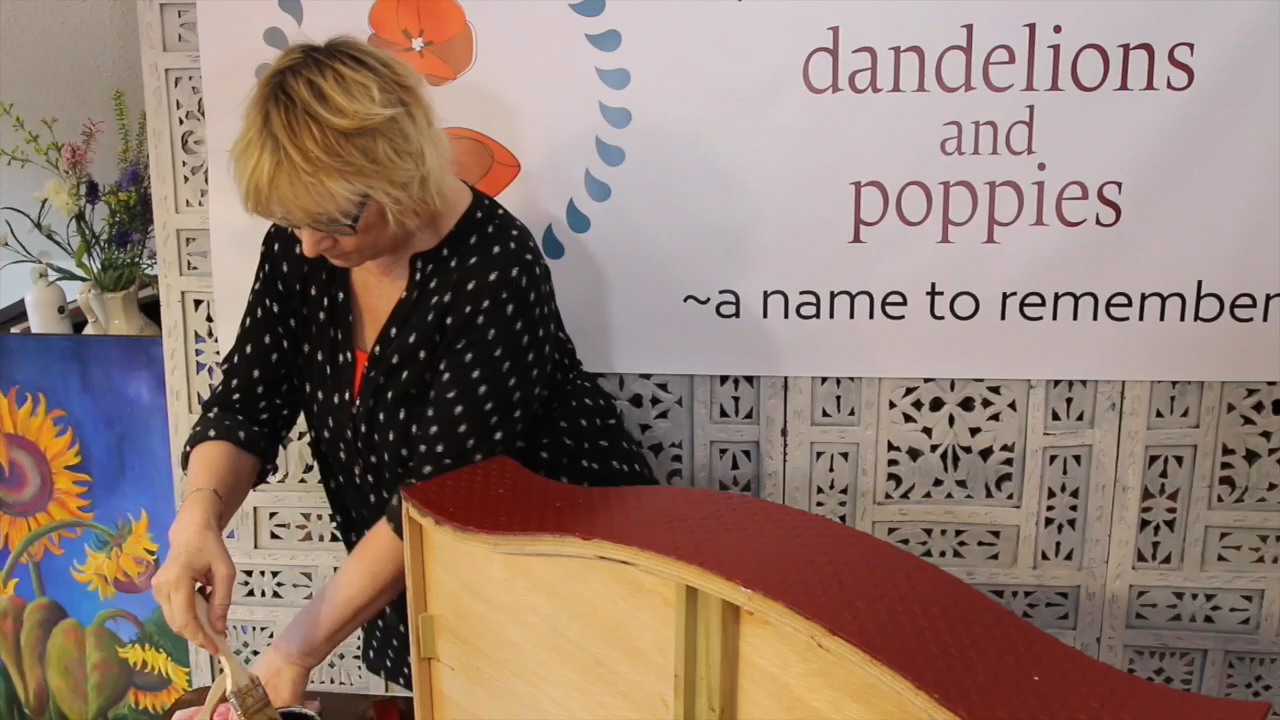 dandelions
and
poppies
~a name to remember